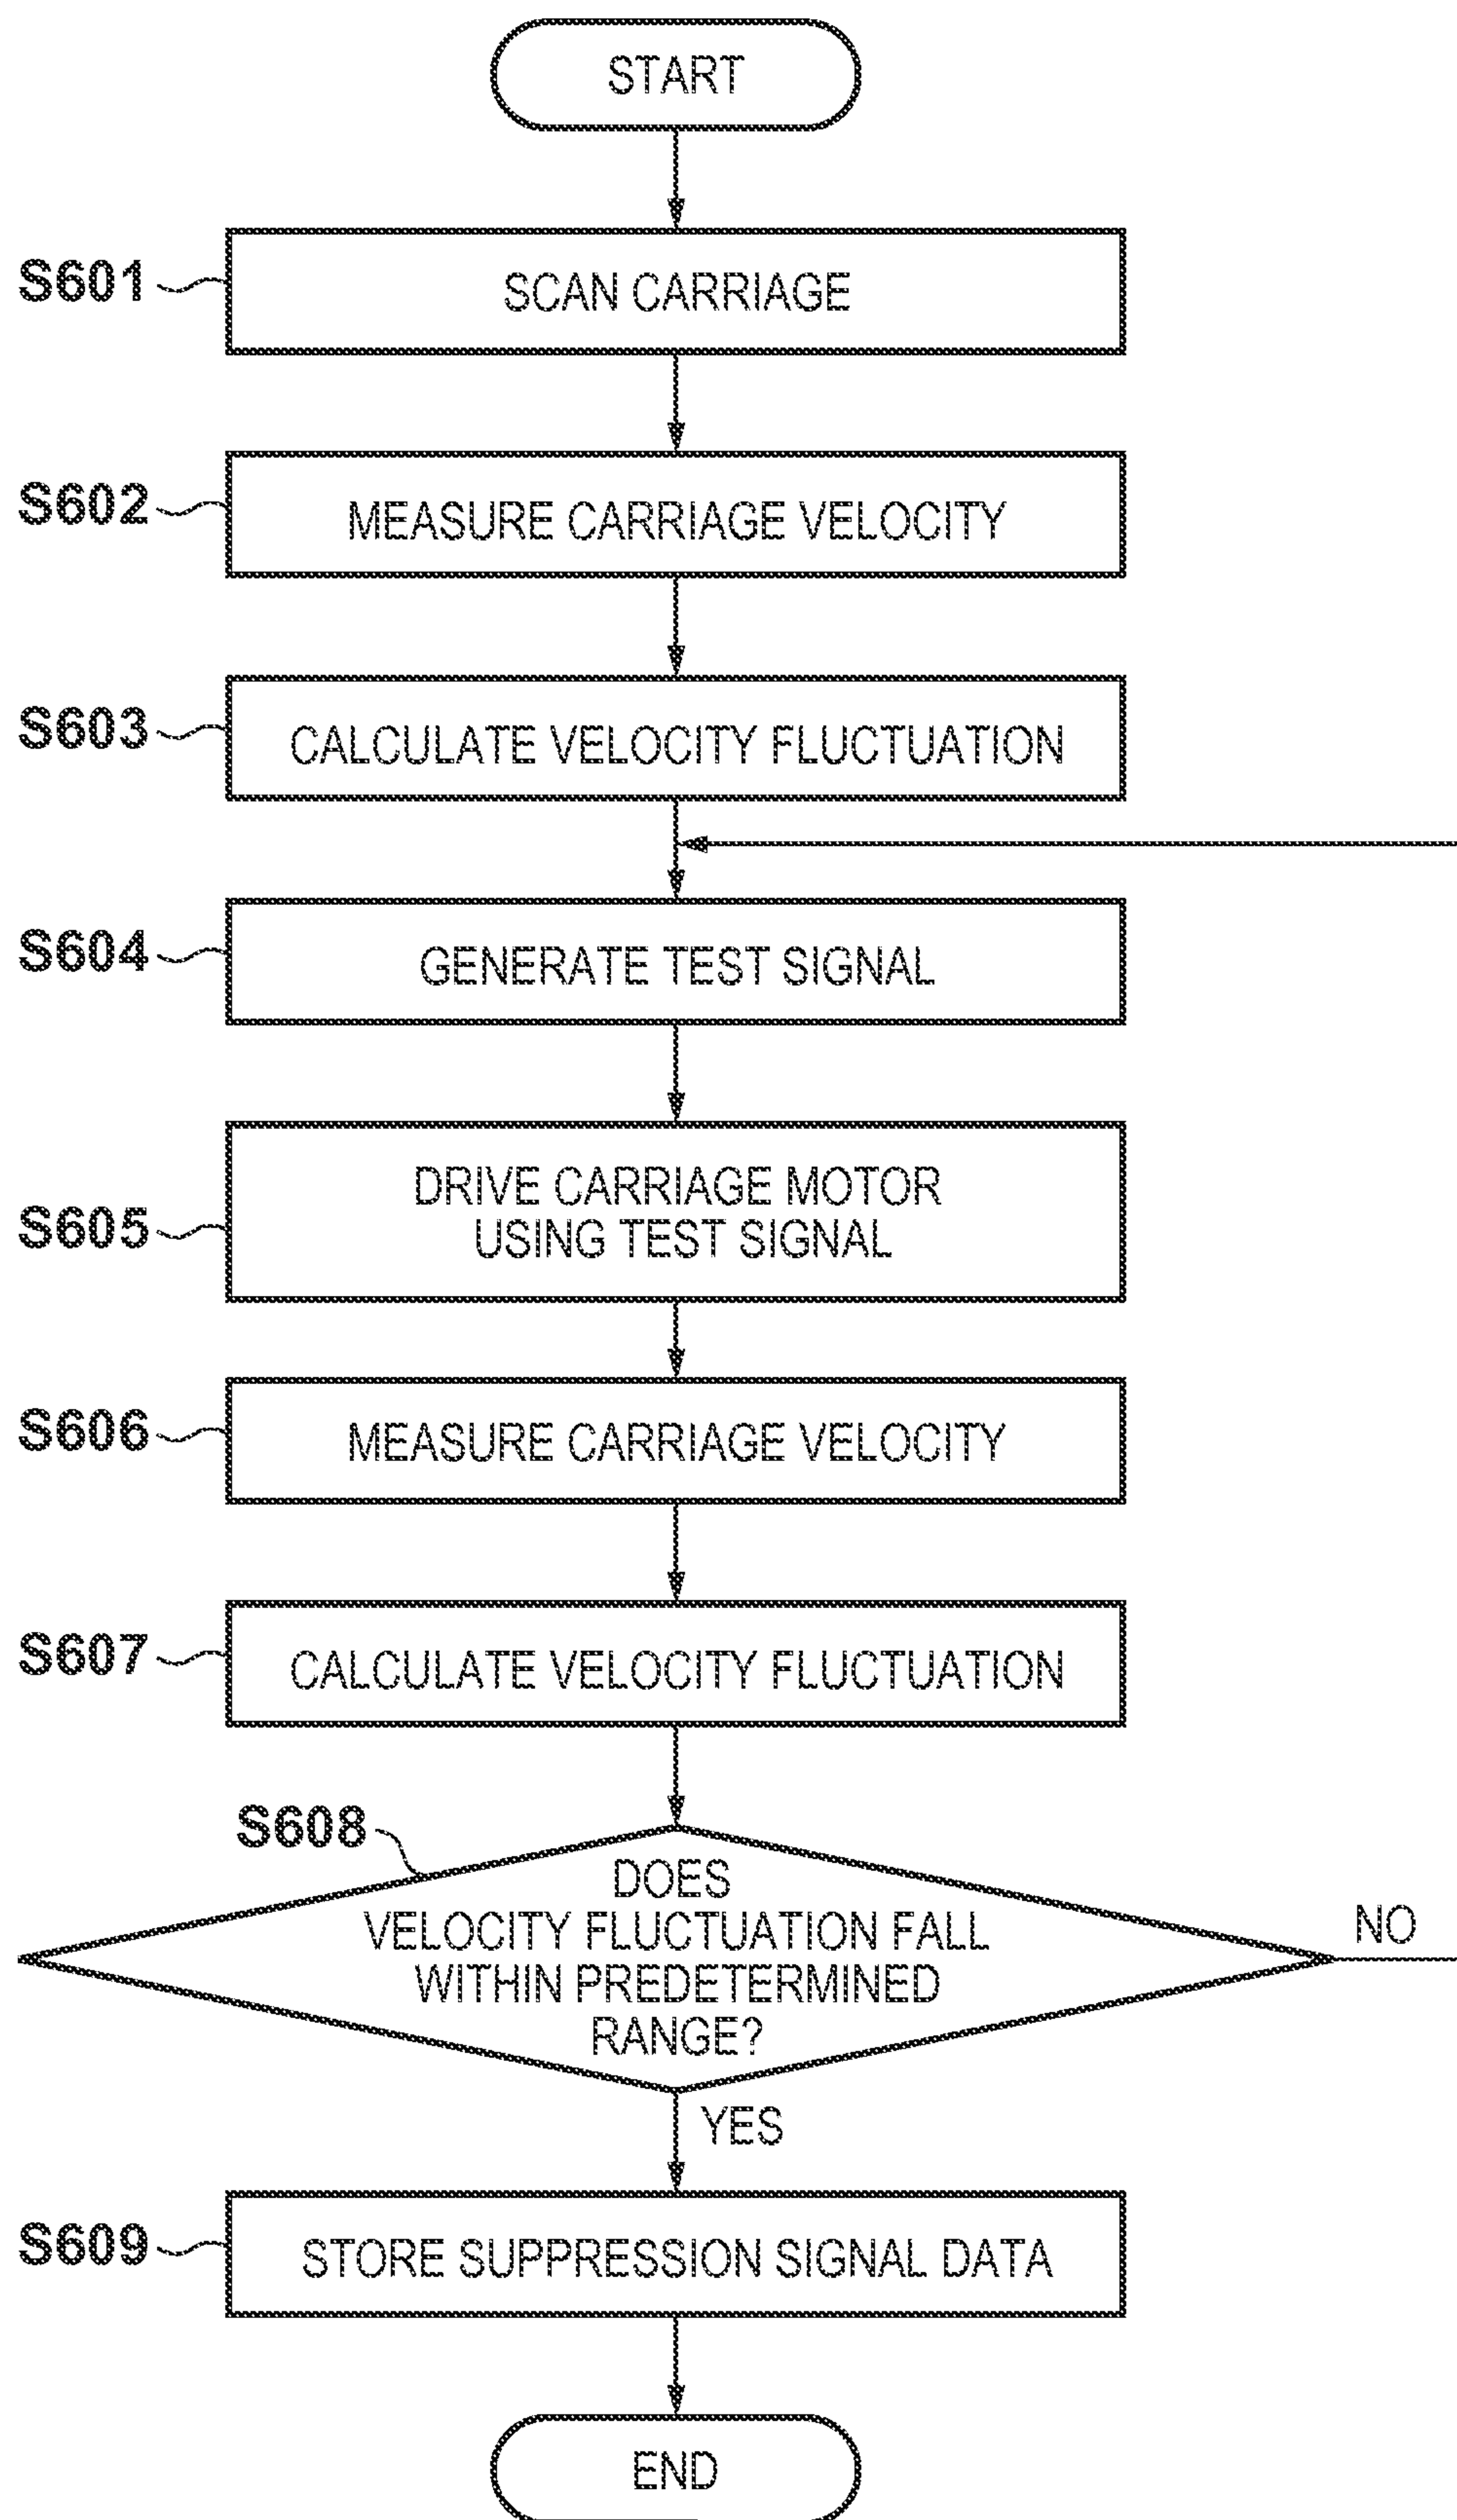 START
S601
SCAN CARRIAGE
S602
MEASURE CARRIAGE VELOCITY
S603
CALCULATE VELOCITY FLUCTUATION
S604
GENERATE TEST SIGNAL
S605
DRIVE CARRIAGE MOTOR
USING TEST SIGNAL
S606
MEASURE CARRIAGE VELOCITY
S607
CALCULATE VELOCITY FLUCTUATION
S608
DOES
VELOCITY FLUCTUATION FALL
WITHIN PREDETERMINED
RANGE?
NO
YES
S609
STORE SUPPRESSION SIGNAL DATA
END